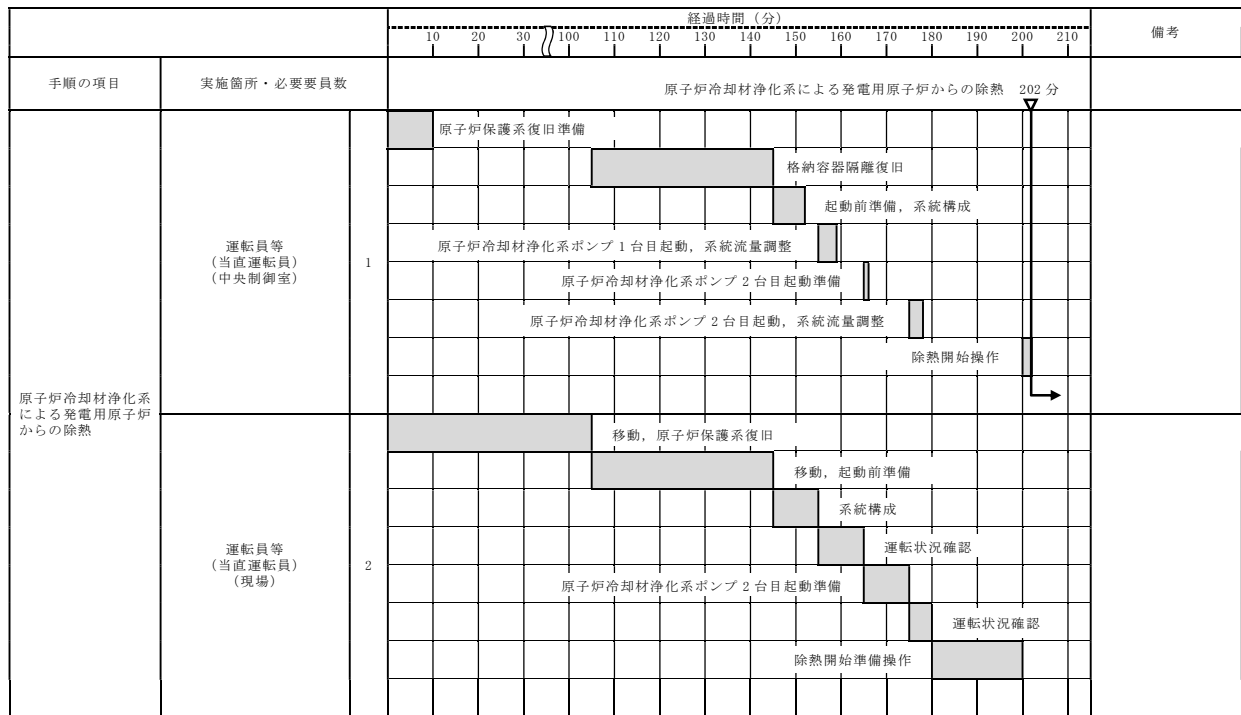 経過時間（分）
備考
10 20 30 100 110 120 130 140 150 160 170 180 190 200 210
手順の項目
実施箇所・必要要員数
原子炉冷却材浄化系による発電用原子炉からの除熱 202分
原子炉保護系復旧準備
格納容器隔離復旧
起動前準備，系統構成
原子炉冷却材浄化系ポンプ1台目起動，系統流量調整
原子炉冷却材浄化系ポンプ2台目起動準備
原子炉冷却材浄化系ポンプ2台目起動，系統流量調整
除熱開始操作
運転員等
（当直運転員）
（中央制御室）
1
原子炉冷却材浄化系
による発電用原子炉
からの除熱
移動，原子炉保護系復旧
移動，起動前準備
系統構成
運転状況確認
原子炉冷却材浄化系ポンプ2台目起動準備
運転状況確認
除熱開始準備操作
運転員等
（当直運転員）
（現場）
2